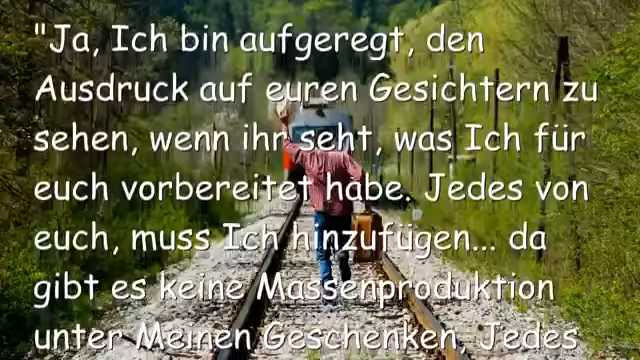 "Ja, Ich bin aufgeregt, den
Ausdruck auf euren Gesichtern zu
sehen, wenn ihr seht, was Ich für
euch vorbereitet habe. Jedes von
euch, muss Ich hinzufügen... da
gibt es keine Massenproduktion
unter Meinen Geschenken, Jedes